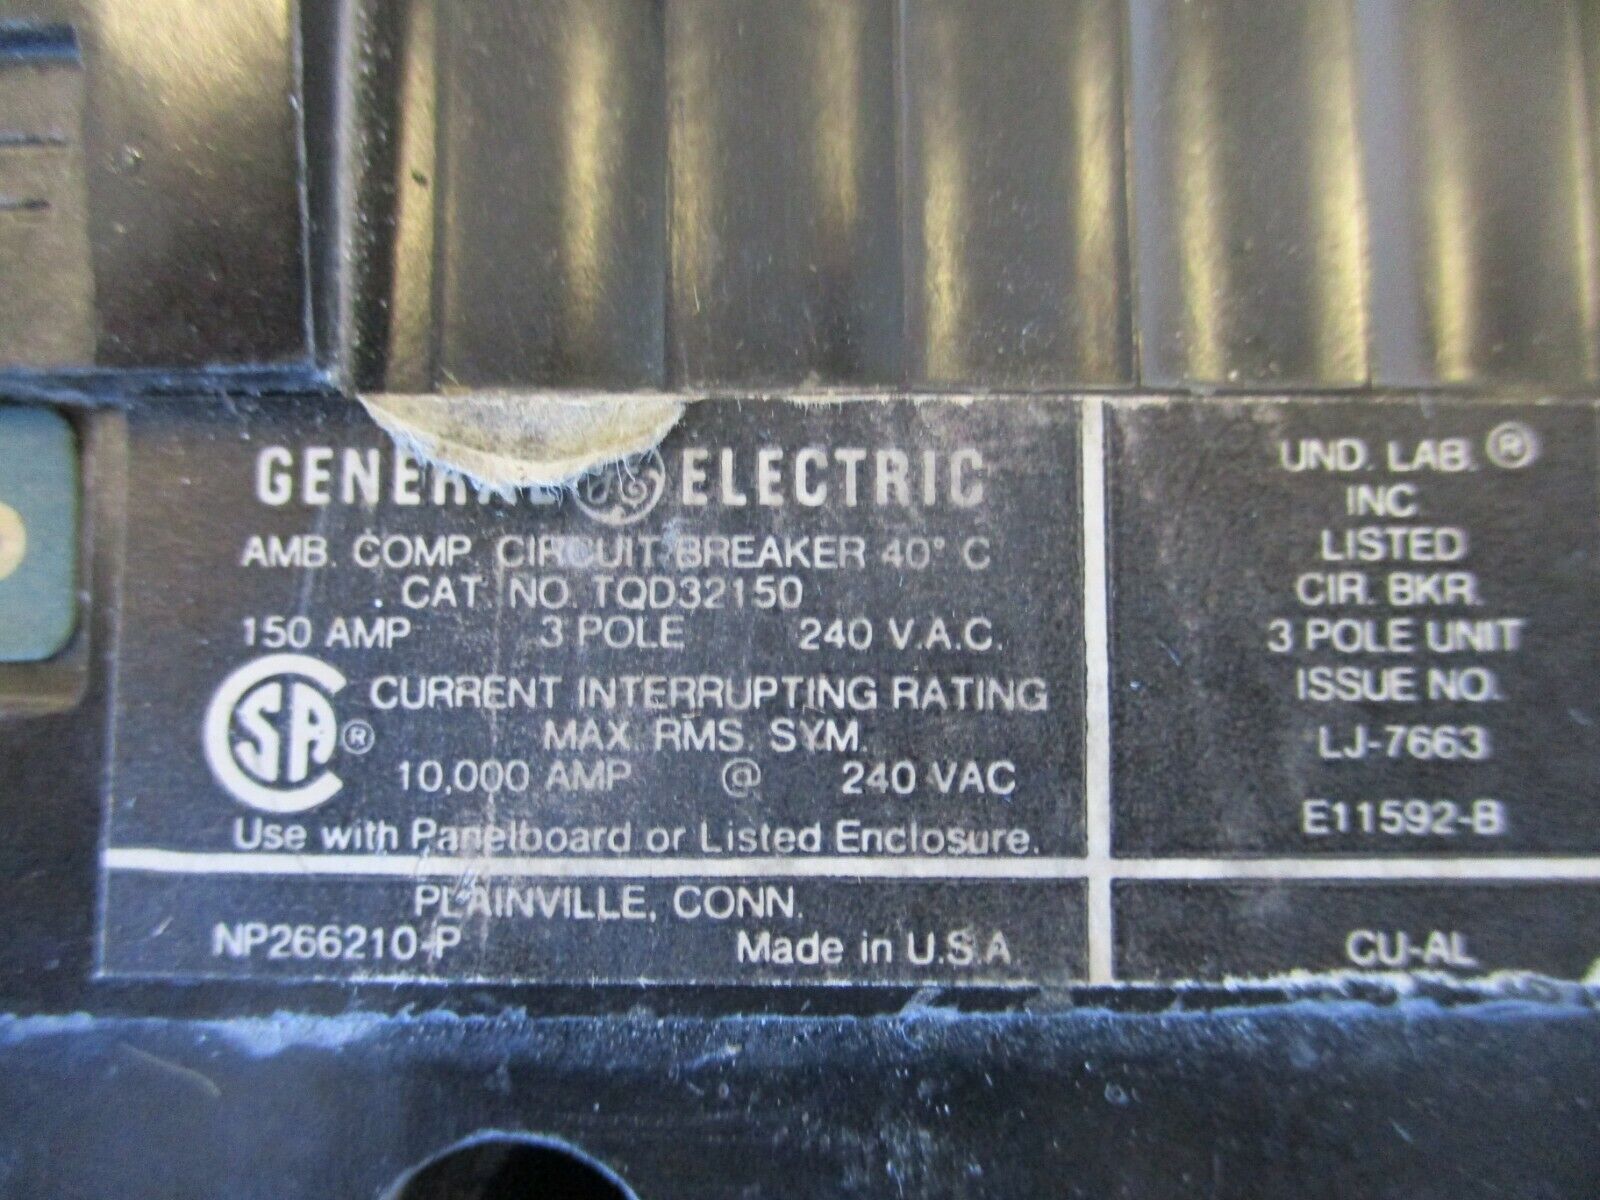 GENERAL GE ELECTRIC
AMB. COMP. CIRCUIT BREAKER 40° C
CAT. NO. TQD32150
150 AMP 3 POLE 240 V.A.C.
SA ® CURRENT INTERRUPTING RATING
MAX. RMS. SYM.
10,000 AMP @ 240 VAC
Use with Panelboard or Listed Enclosure.
PLAINVILLE, CONN.
NP266210-P Made in U.S.A
UND. LAB. ®
INC.
LISTED
CIR. BKR.
3 POLE UNIT
ISSUE NO.
LJ-7663
E11592-B
CU-AL